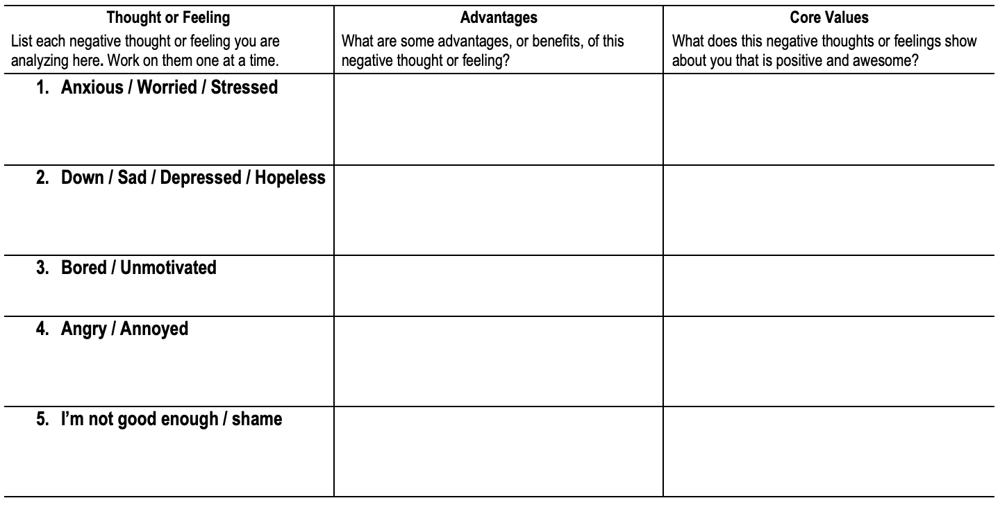 Thought or Feeling
List each negative thought or feeling you are
analyzing here. Work on them one at a time.
Advantages
What are some advantages, or benefits, of this
negative thought or feeling?
Core Values
What does this negative thoughts or feelings show
about you that is positive and awesome?
1. Anxious / Worried / Stressed
2. Down / Sad / Depressed / Hopeless
3. Bored / Unmotivated
4. Angry / Annoyed
5. I’m not good enough / shame